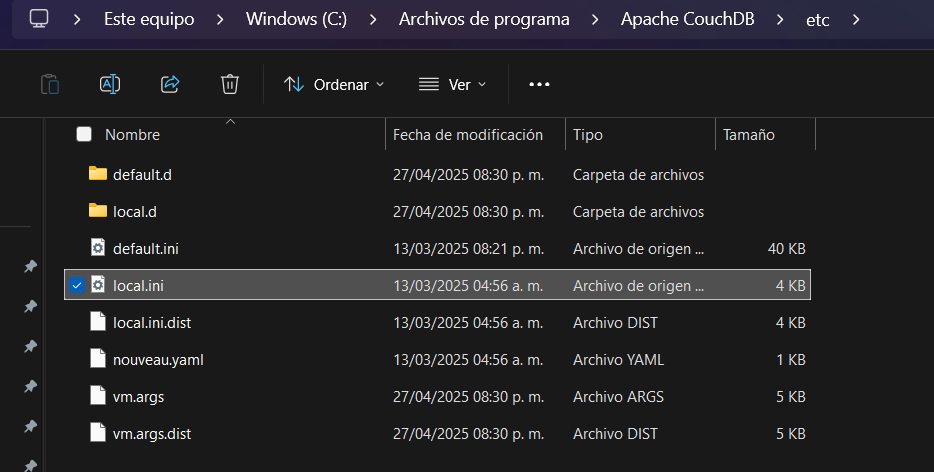 Este equipo > Windows (C:) > Archivos de programa > Apache CouchDB > etc >
Ordenar Ver
Nombre Fecha de modificación Tipo Tamaño
default.d 27/04/2025 08:30 p. m. Carpeta de archivos
local.d 27/04/2025 08:30 p. m. Carpeta de archivos
default.ini 13/03/2025 08:21 p. m. Archivo de origen ... 40 KB
local.ini 13/03/2025 04:56 a. m. Archivo de origen ... 4 KB
local.ini.dist 13/03/2025 04:56 a. m. Archivo DIST 4 KB
nouveau.yaml 13/03/2025 04:56 a. m. Archivo YAML 1 KB
vm.args 27/04/2025 08:30 p. m. Archivo ARGS 5 KB
vm.args.dist 27/04/2025 08:30 p. m. Archivo DIST 5 KB